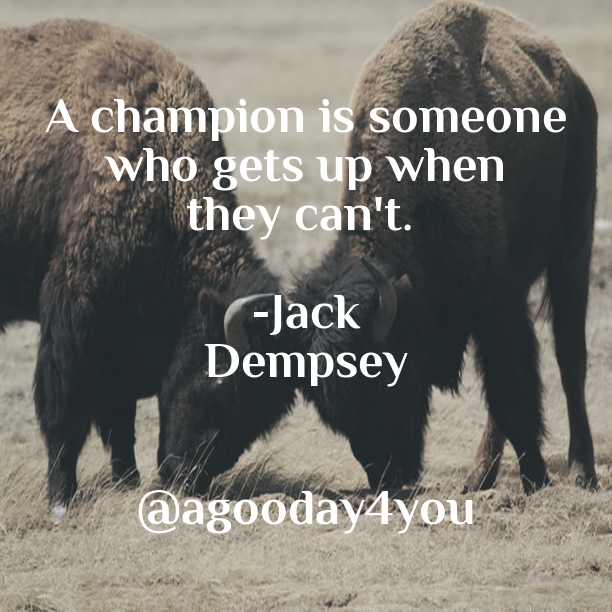 A champion is someone
who gets up when
they can't.
-Jack
Dempsey
@agooday4you